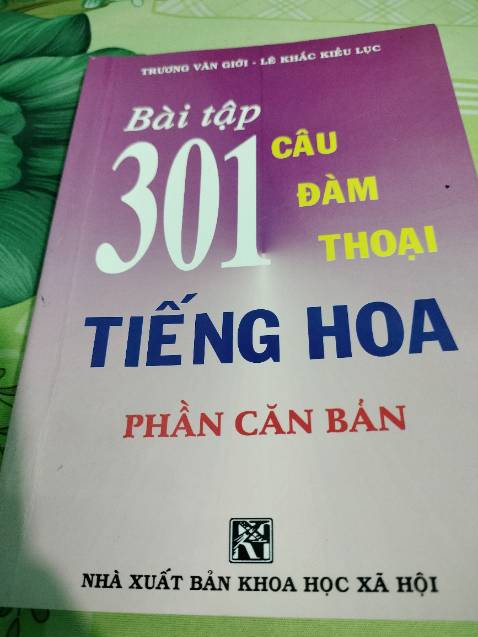 TRƯƠNG VĂN GIỚI - LÊ KHẮC KIỀU LỤC
Bài tập
301
CÂU
ĐÀM
THOẠI
TIẾNG HOA
PHẦN CĂN BẢN
NHÀ XUẤT BẢN KHOA HỌC XÃ HỘI